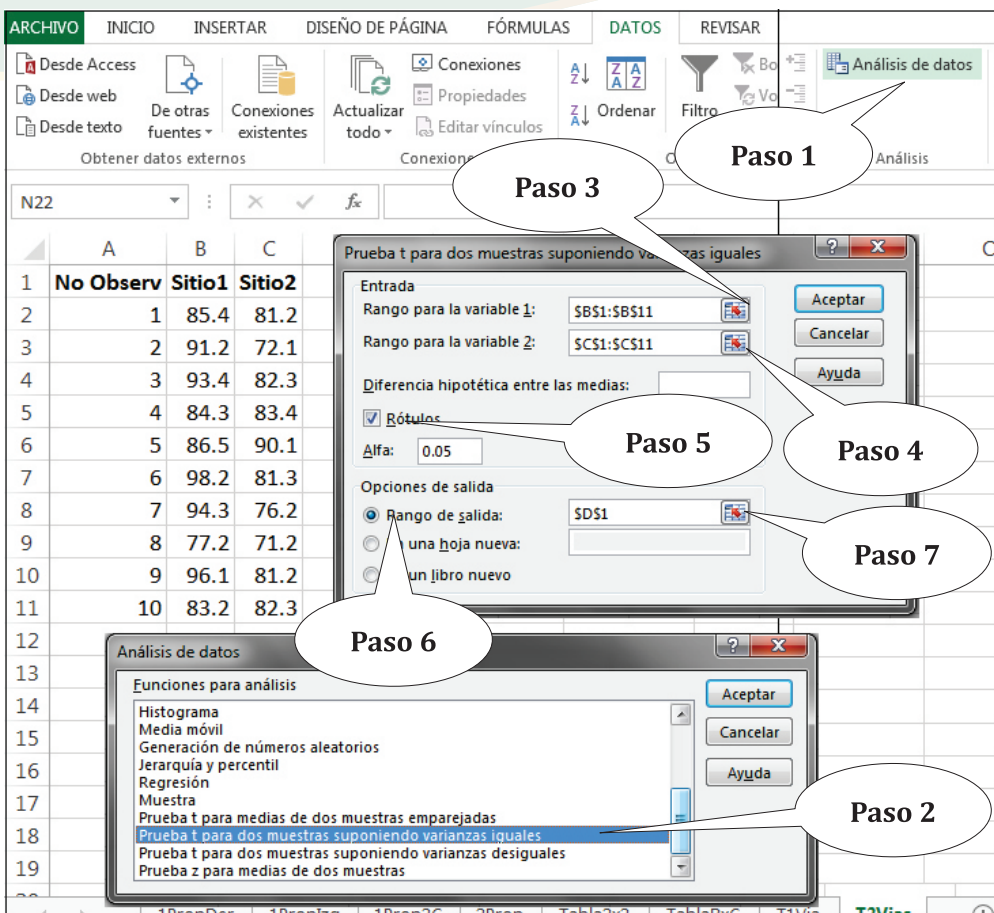 ARCHIVO INICIO INSERTAR DISEÑO DE PÁGINA FÓRMULAS DATOS REVISAR
Desde Access
Desde web
Desde texto
De otras
fuentes
Conexiones
existentes
Obtener datos externos
Actualizar
todo
Conexiones
Propiedades
Editar vínculos
Ordenar
Filtro
Análisis de datos
Análisis
Paso 1
Paso 3
N22
fx
A B C
1 No Observ Sitio1 Sitio2
2 1 85.4 81.2
3 2 91.2 72.1
4 3 93.4 82.3
5 4 84.3 83.4
6 5 86.5 90.1
7 6 98.2 81.3
8 7 94.3 76.2
9 8 77.2 71.2
10 9 96.1 81.2
11 10 83.2 82.3
12
13
14
15
16
17
18
19
Prueba t para dos muestras suponiendo varianzas iguales
Entrada
Rango para la variable 1: $B$1:$B$11
Rango para la variable 2: $C$1:$C$11
Diferencia hipotética entre las medias:
Rótulos
Alfa: 0.05
Opciones de salida
Rango de salida: $D$1
una hoja nueva:
un libro nuevo
Aceptar
Cancelar
Ayuda
Paso 5
Paso 4
Paso 7
Paso 6
Análisis de datos
Funciones para análisis
Histograma
Media móvil
Generación de números aleatorios
Jerarquía y percentil
Regresión
Muestra
Prueba t para medias de dos muestras emparejadas
Prueba t para dos muestras suponiendo varianzas iguales
Prueba t para dos muestras suponiendo varianzas desiguales
Prueba z para medias de dos muestras
Aceptar
Cancelar
Ayuda
Paso 2